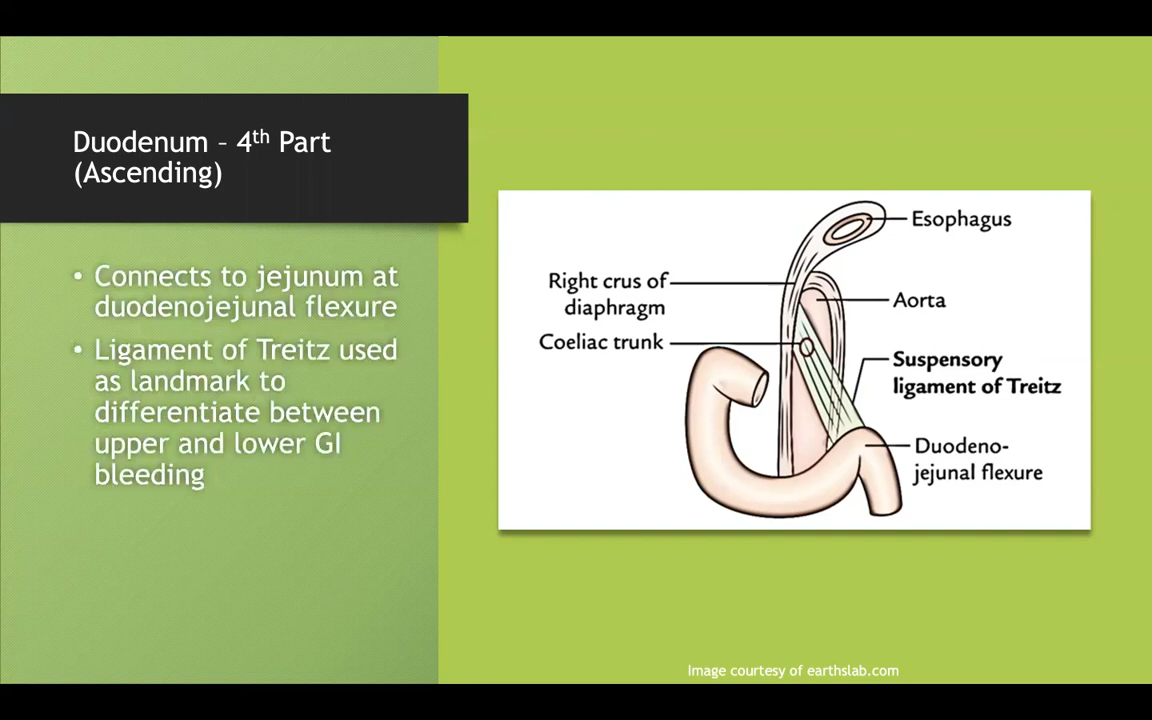 Duodenum – 4th Part
(Ascending)
• Connects to jejunum at
duodenojejunal flexure
• Ligament of Treitz used
as landmark to
differentiate between
upper and lower GI
bleeding
Esophagus
Right crus of
diaphragm
Aorta
Coeliac trunk
Suspensory
ligament of Treitz
Duodeno-
jejunal flexure
Image courtesy of earthslab.com